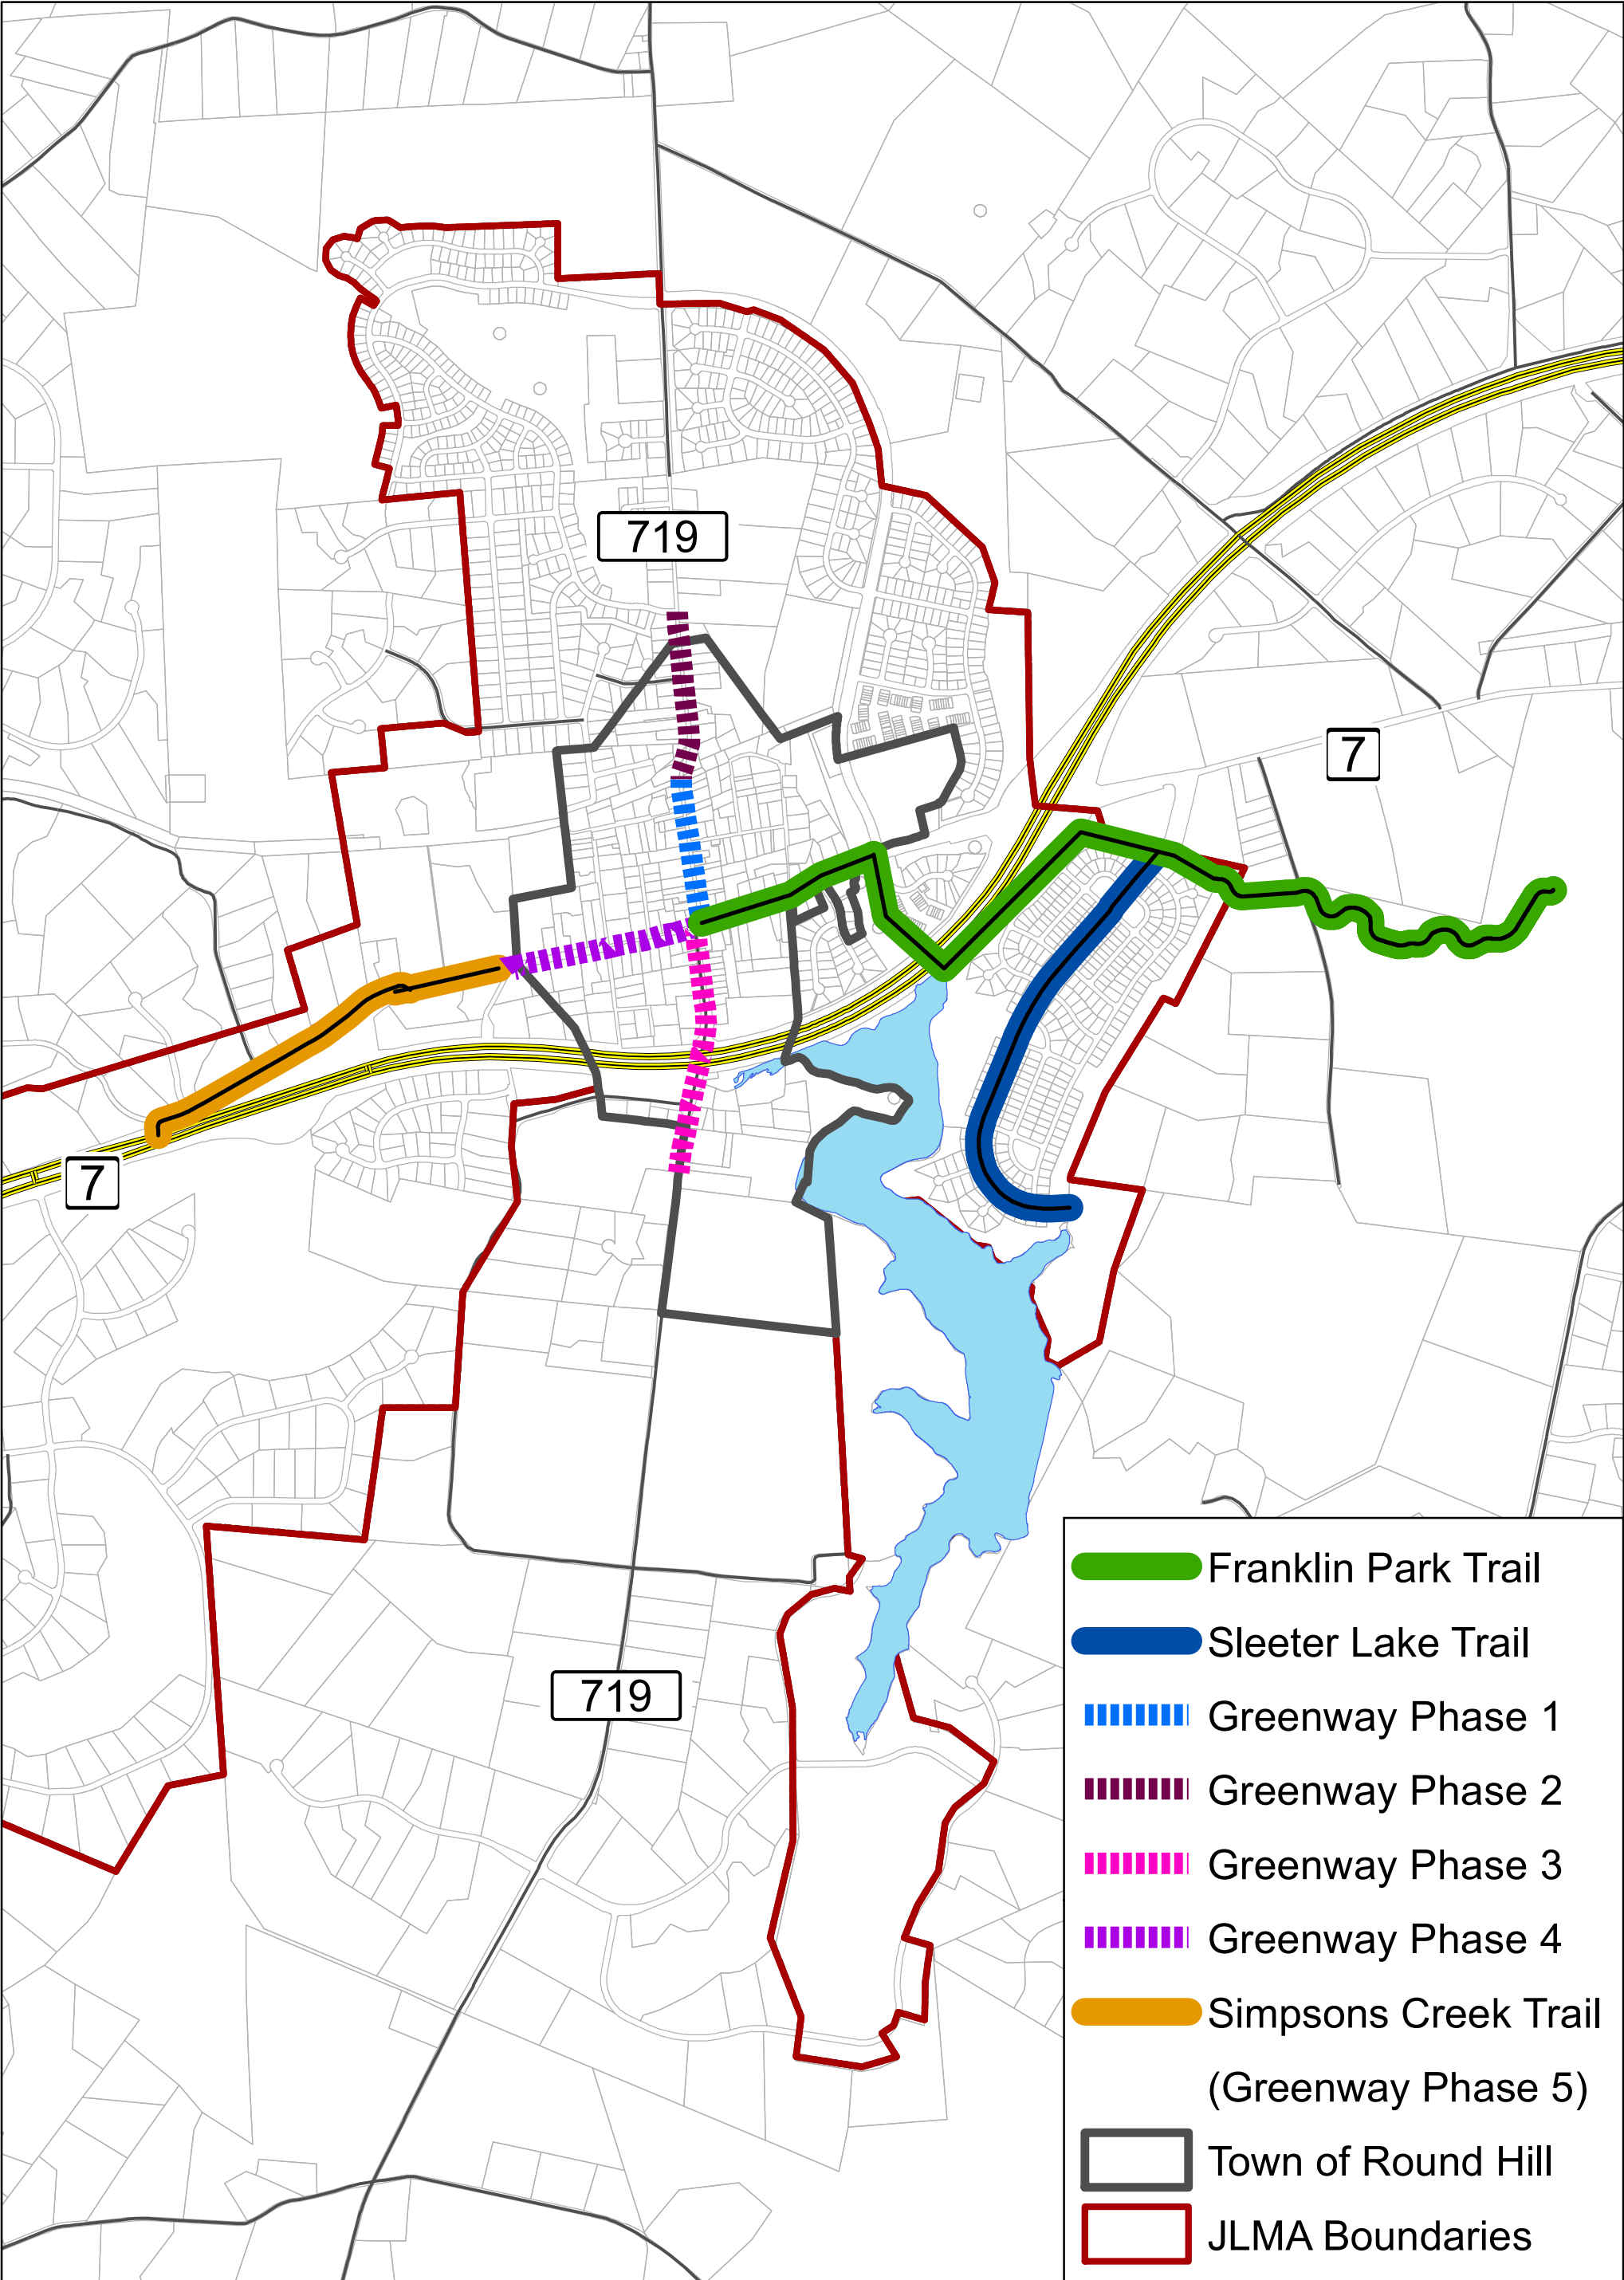 719
7
7
719
Franklin Park Trail
Sleeter Lake Trail
Greenway Phase 1
Greenway Phase 2
Greenway Phase 3
Greenway Phase 4
Simpsons Creek Trail
(Greenway Phase 5)
Town of Round Hill
JLMA Boundaries